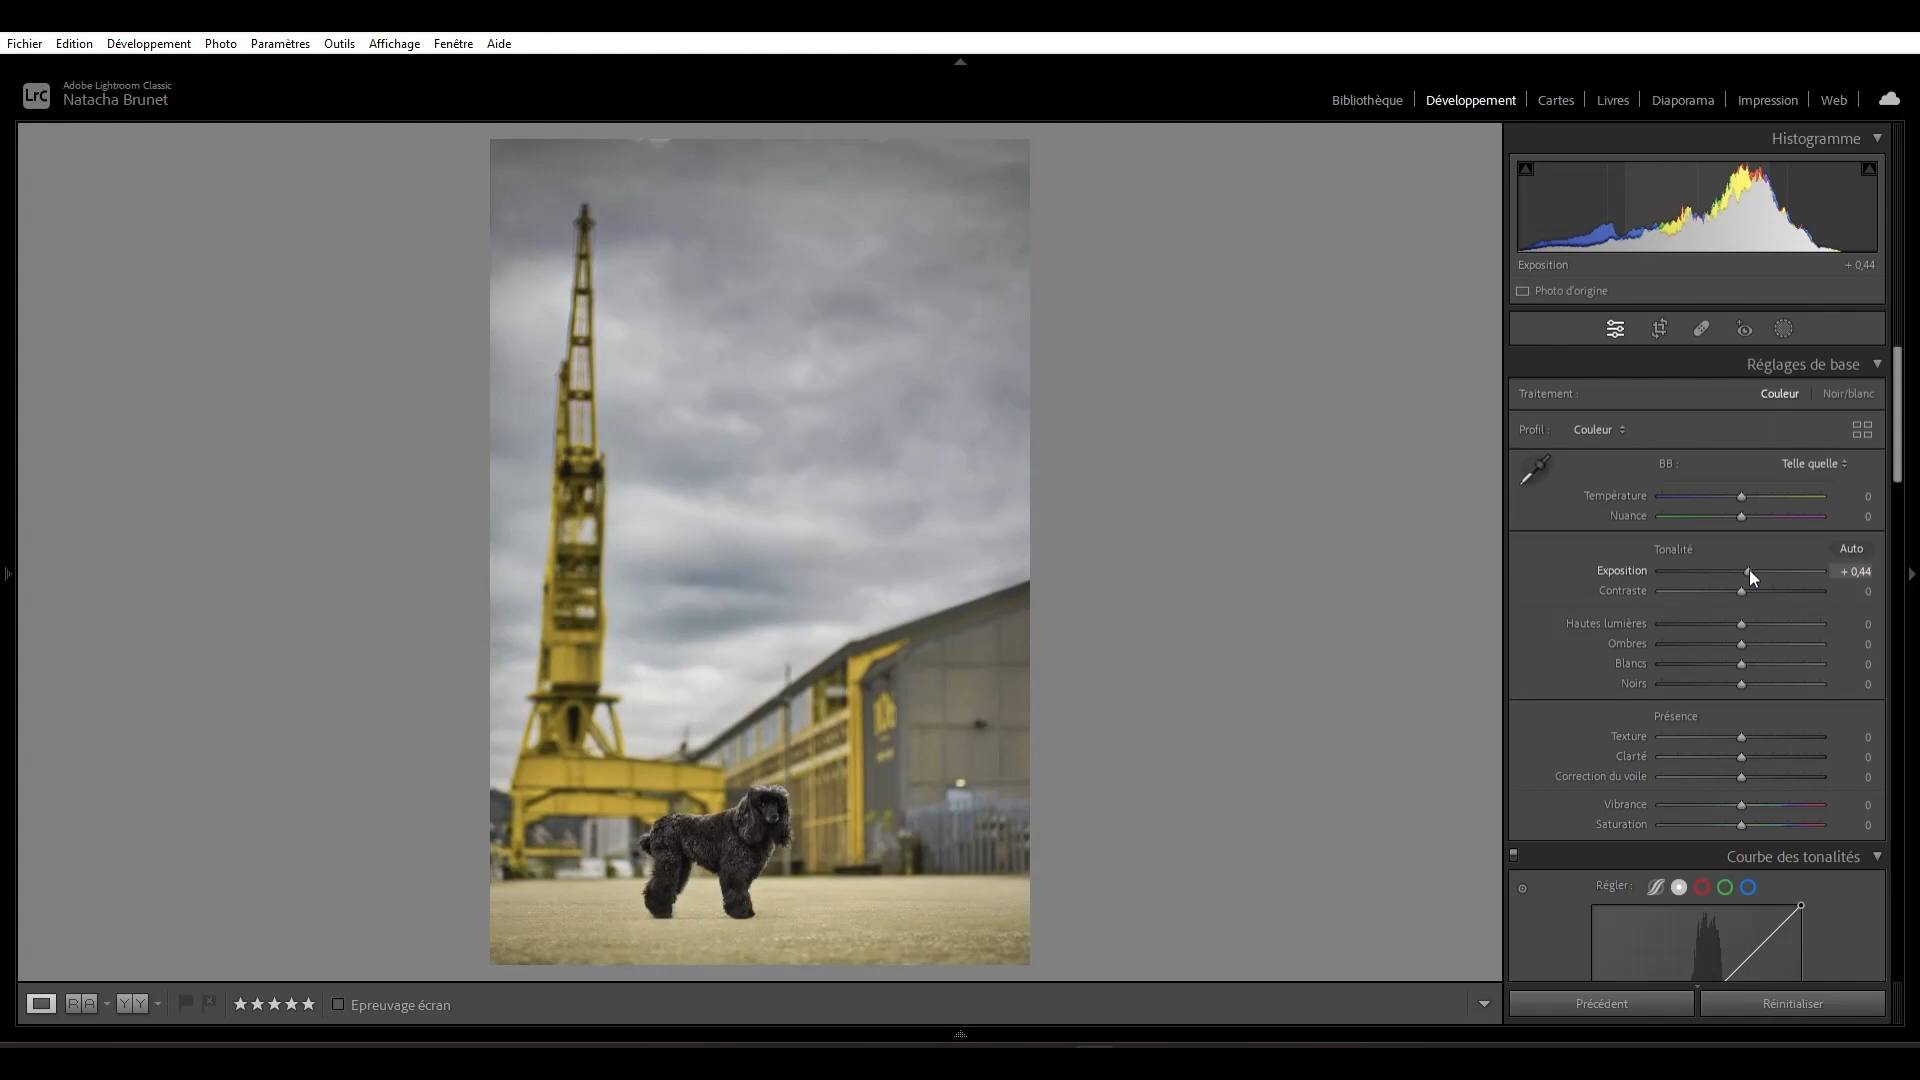 Fichier Edition Développement Photo Paramètres Outils Affichage Fenêtre Aide
LrC
Adobe Lightroom Classic
Natacha Brunet
Bibliothèque Développement Cartes Livres Diaporama Impression Web
Histogramme
Exposition + 0,44
Photo d'origine
Réglages de base
Traitement : Couleur Noir/blanc
Profil : Couleur
BB : Telle quelle
Température 0
Nuance 0
Tonalité Auto
Exposition + 0,44
Contraste 0
Hautes lumières 0
Ombres 0
Blancs 0
Noirs 0
Présence
Texture 0
Clarté 0
Correction du voile 0
Vibrance 0
Saturation 0
Courbe des tonalités
Régler :
R A Y Y Epreuvage écran
Précédent Réinitialiser